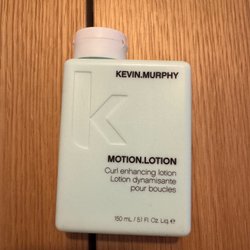 KEVIN.MURPHY
K
MOTION.LOTION
Curl enhancing lotion
Lotion dynamisante
pour boucles
150 mL / 5.1 Fl. Oz. Liq. e